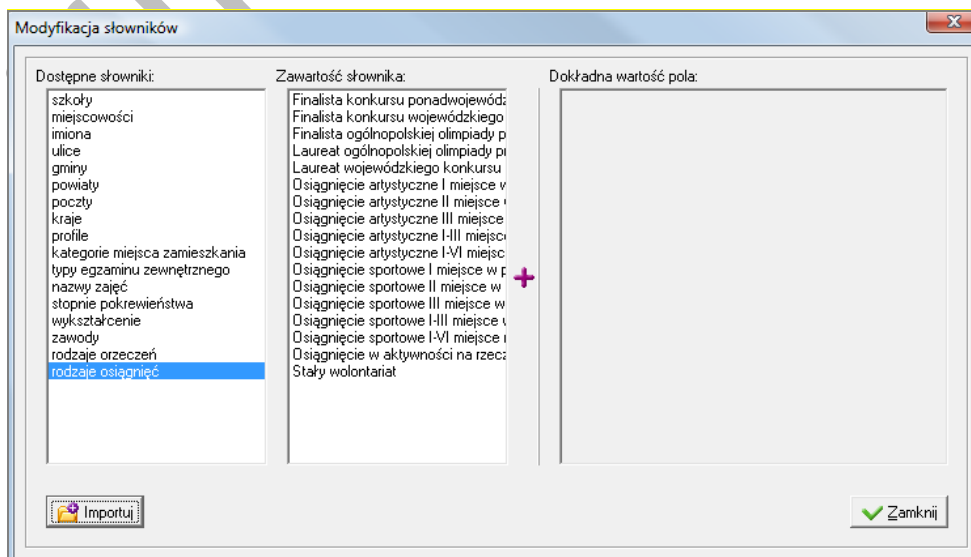 Modyfikacja słowników
Dostępne słowniki:
szkoły
miejscowości
imiona
ulice
gminy
powiaty
poczty
kraje
profile
kategorie miejsca zamieszkania
typy egzaminu zewnętrznego
nazwy zajęć
stopnie pokrewieństwa
wykształcenie
zawody
rodzaje orzeczeń
rodzaje osiągnięć
Zawartość słownika:
Finalista konkursu ponadwojewódz
Finalista konkursu wojewódzkiego
Finalista ogólnopolskiej olimpiady p
Laureat ogólnopolskiej olimpiady pr
Laureat wojewódzkiego konkursu
Osiągnięcie artystyczne I miejsce w
Osiągnięcie artystyczne II miejsce
Osiągnięcie artystyczne III miejsce
Osiągnięcie artystyczne I-III miejsc
Osiągnięcie artystyczne I-VI miejsc
Osiągnięcie sportowe I miejsce w p
Osiągnięcie sportowe II miejsce w
Osiągnięcie sportowe III miejsce w
Osiągnięcie sportowe I-III miejsce
Osiągnięcie sportowe I-VI miejsce
Osiągnięcie w aktywności na rzecz
Stały wolontariat
Dokładna wartość pola:
Importuj
Zamknij